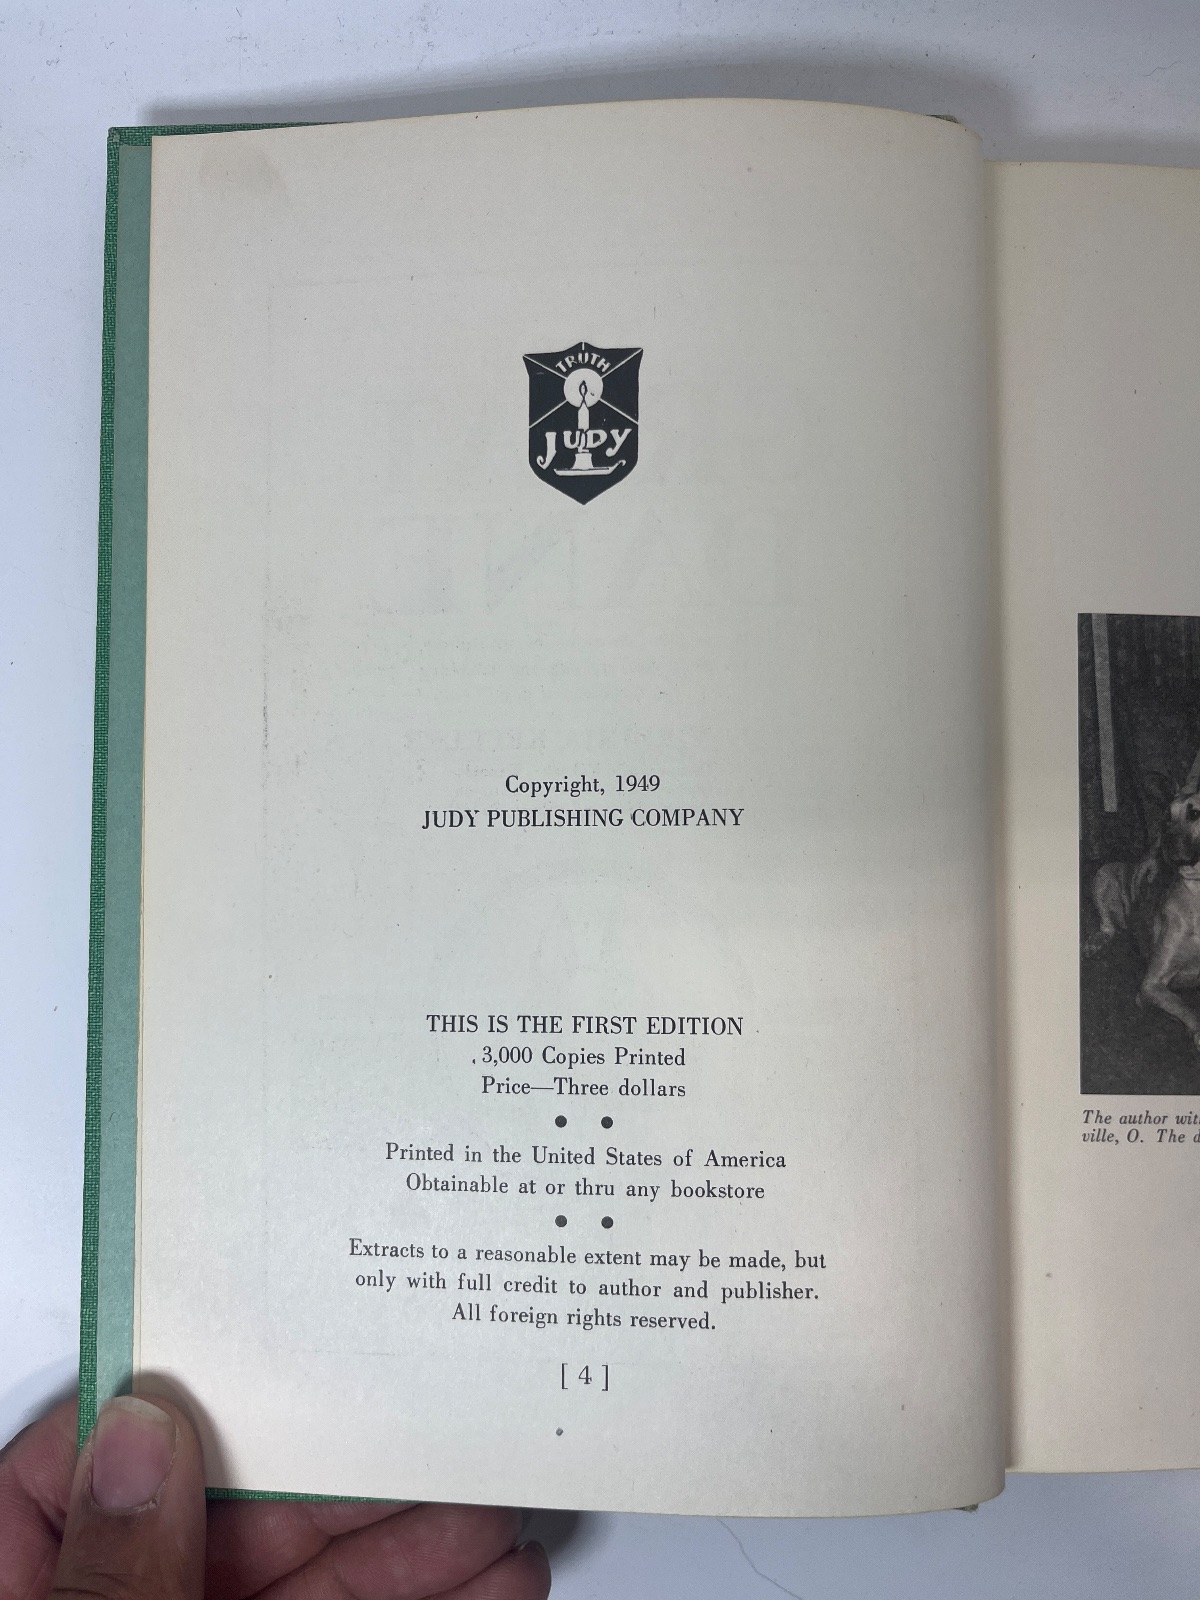 TRUTH
JUDY
Copyright, 1949
JUDY PUBLISHING COMPANY
THIS IS THE FIRST EDITION
3,000 Copies Printed
Price—Three dollars
Printed in the United States of America
Obtainable at or thru any bookstore
Extracts to a reasonable extent may be made, but
only with full credit to author and publisher.
All foreign rights reserved.
[ 4 ]
The author
ville, O. The